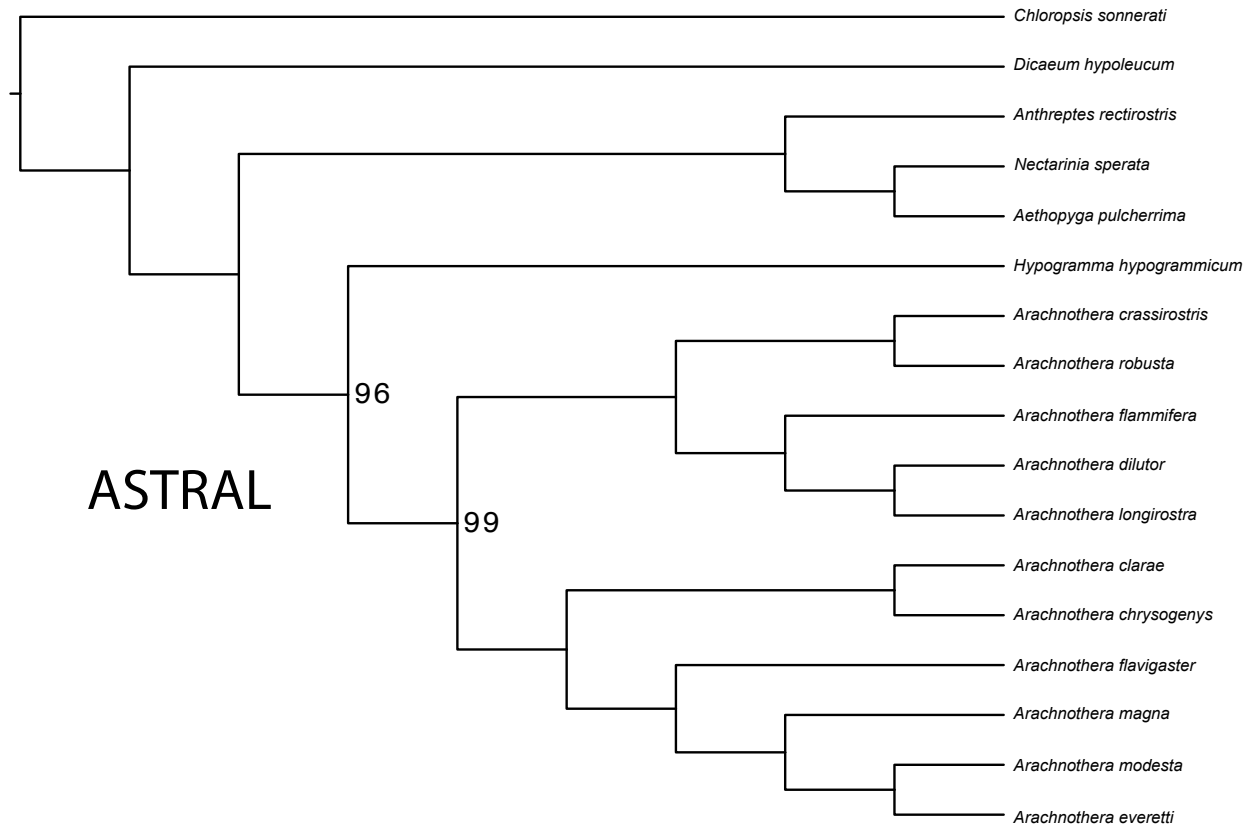 Chloropsis sonnerati
Dicaeum hypoleucum
Anthreptes rectirostris
Nectarinia sperata
Aethopyga pulcherrima
Hypogramma hypogrammicum
Arachnothera crassirostris
Arachnothera robusta
96
Arachnothera flammifera
Arachnothera dilutor
ASTRAL
Arachnothera longirostra
99
Arachnothera clarae
Arachnothera chrysogenys
Arachnothera flavigaster
Arachnothera magna
Arachnothera modesta
Arachnothera everetti